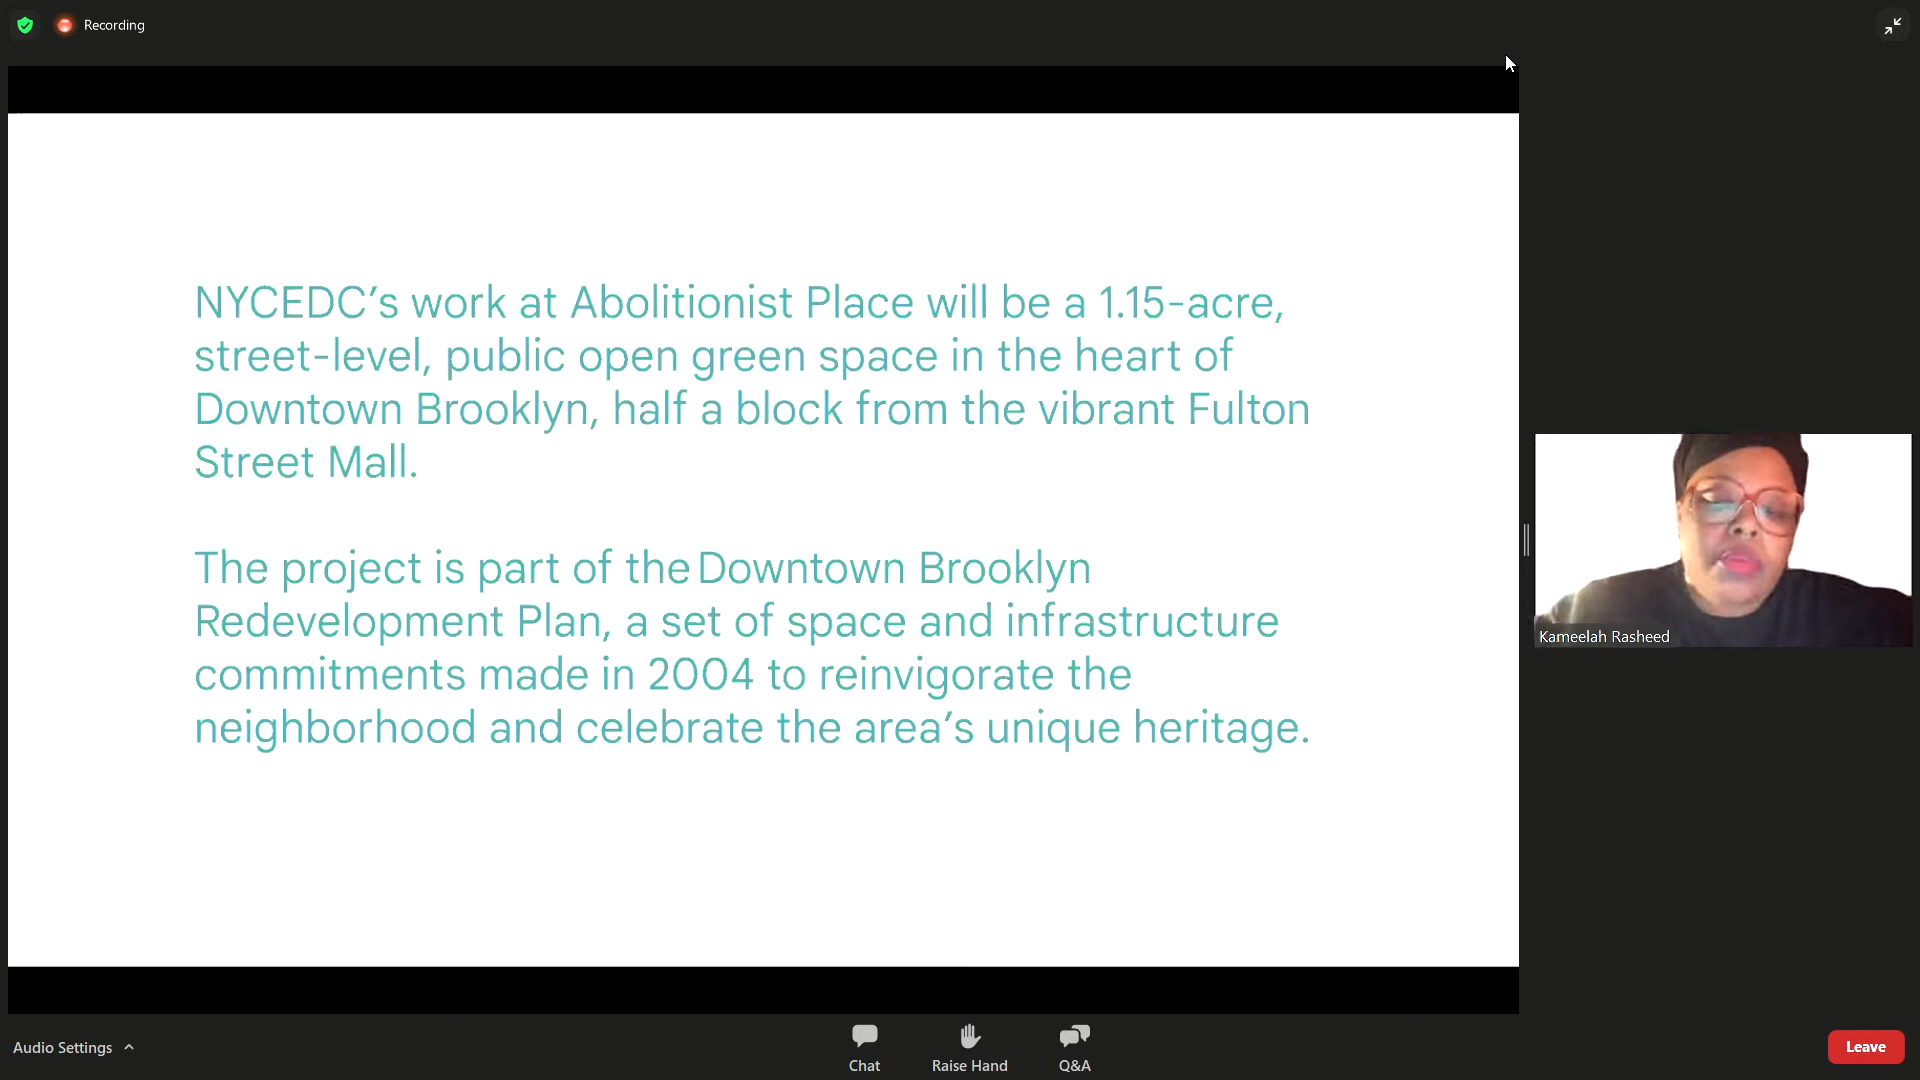 Recording
NYCEDC’s work at Abolitionist Place will be a 1.15-acre,
street-level, public open green space in the heart of
Downtown Brooklyn, half a block from the vibrant Fulton
Street Mall.
The project is part of the Downtown Brooklyn
Redevelopment Plan, a set of space and infrastructure
commitments made in 2004 to reinvigorate the
neighborhood and celebrate the area’s unique heritage.
Kameelah Rasheed
Audio Settings
Chat
Raise Hand
Q&A
Leave